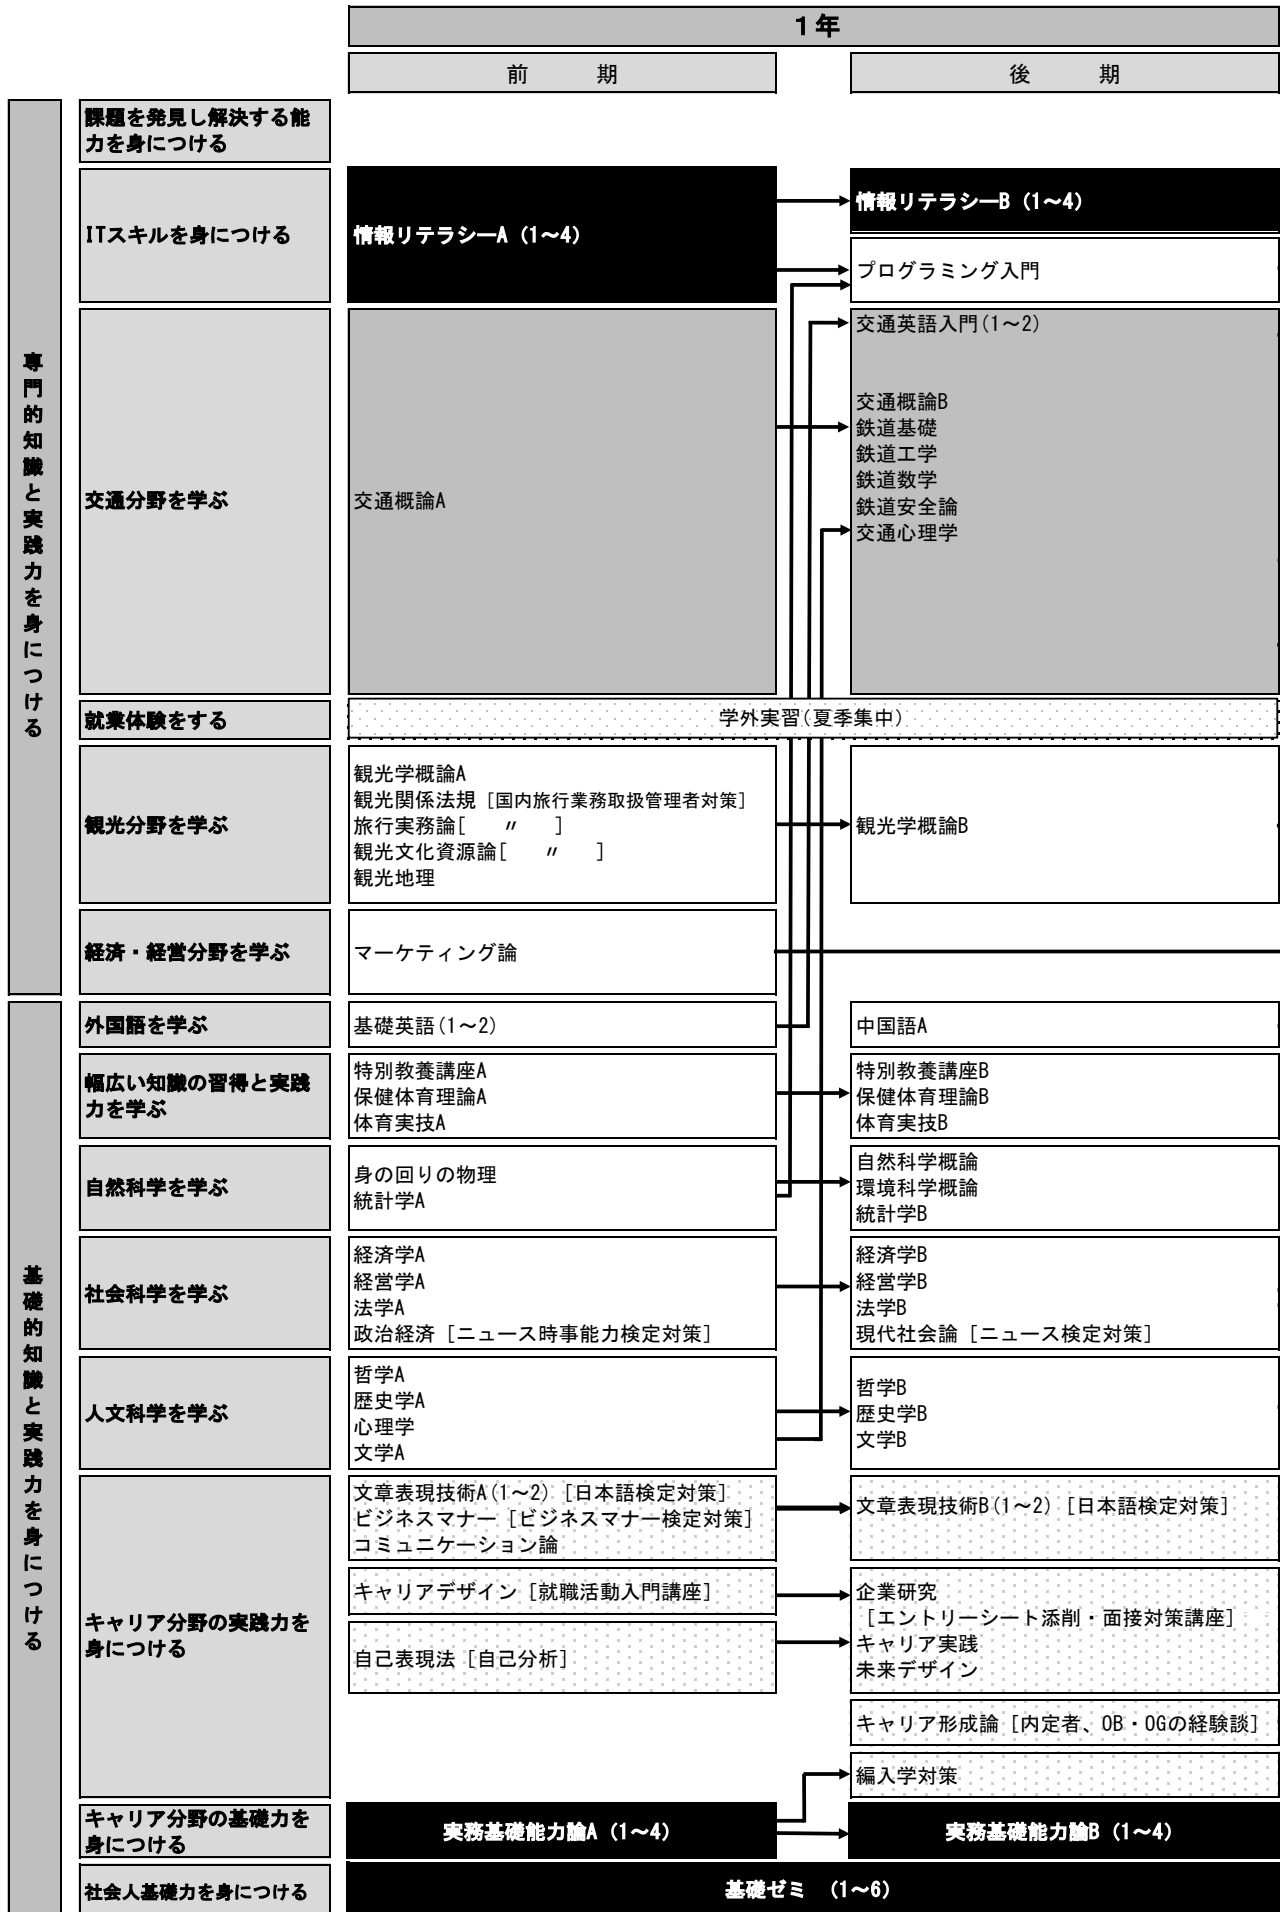 1年
前　　期
後　　期
専門的知識と実践力を身につける
課題を発見し解決する能
力を身につける
ITスキルを身につける
情報リテラシーA（1～4）
情報リテラシーB（1～4）
プログラミング入門
交通分野を学ぶ
交通概論A
交通英語入門(1～2)
交通概論B
鉄道基礎
鉄道工学
鉄道数学
鉄道安全論
交通心理学
就業体験をする
学外実習(夏季集中)
観光分野を学ぶ
観光学概論A
観光関係法規［国内旅行業務取扱管理者対策］
旅行実務論[　〃　]
観光文化資源論[　〃　]
観光地理
観光学概論B
経済・経営分野を学ぶ
マーケティング論
基礎的知識と実践力を身につける
外国語を学ぶ
基礎英語(1～2)
中国語A
幅広い知識の習得と実践
力を学ぶ
特別教養講座A
保健体育理論A
体育実技A
特別教養講座B
保健体育理論B
体育実技B
自然科学を学ぶ
身の回りの物理
統計学A
自然科学概論
環境科学概論
統計学B
社会科学を学ぶ
経済学A
経営学A
法学A
政治経済［ニュース時事能力検定対策］
経済学B
経営学B
法学B
現代社会論［ニュース検定対策］
人文科学を学ぶ
哲学A
歴史学A
心理学
文学A
哲学B
歴史学B
文学B
キャリア分野の実践力を
身につける
文章表現技術A(1～2)［日本語検定対策］
ビジネスマナー［ビジネスマナー検定対策］
コミュニケーション論
文章表現技術B(1～2)［日本語検定対策］
キャリアデザイン［就職活動入門講座］
自己表現法［自己分析］
企業研究
［エントリーシート添削・面接対策講座］
キャリア実践
未来デザイン
キャリア形成論［内定者、OB・OGの経験談］
編入学対策
キャリア分野の基礎力を
身につける
実務基礎能力論A（1～4）
実務基礎能力論B（1～4）
社会人基礎力を身につける
基礎ゼミ　（1～6）